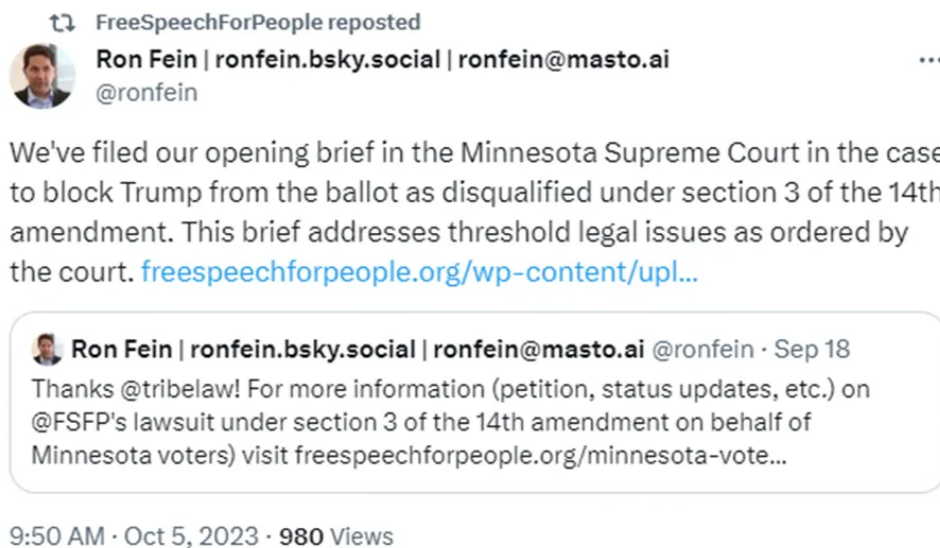 FreeSpeechForPeople reposted
Ron Fein | ronfein.bsky.social | ronfein@masto.ai
@ronfein
We've filed our opening brief in the Minnesota Supreme Court in the case
to block Trump from the ballot as disqualified under section 3 of the 14th
amendment. This brief addresses threshold legal issues as ordered by
the court. freespeechforpeople.org/wp-content/upl...
Ron Fein | ronfein.bsky.social | ronfein@masto.ai @ronfein · Sep 18
Thanks @tribelaw! For more information (petition, status updates, etc.) on
@FSFP's lawsuit under section 3 of the 14th amendment on behalf of
Minnesota voters) visit freespeechforpeople.org/minnesota-vote...
9:50 AM · Oct 5, 2023 · 980 Views